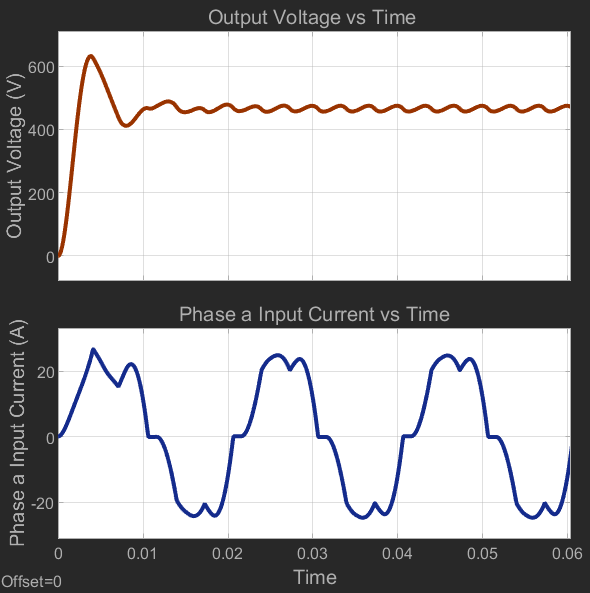 Output Voltage vs Time
Output Voltage (V)
600
400
200
0
Phase a Input Current vs Time
Phase a Input Current (A)
20
0
-20
0 0.01 0.02 0.03 0.04 0.05 0.06
Time
Offset=0